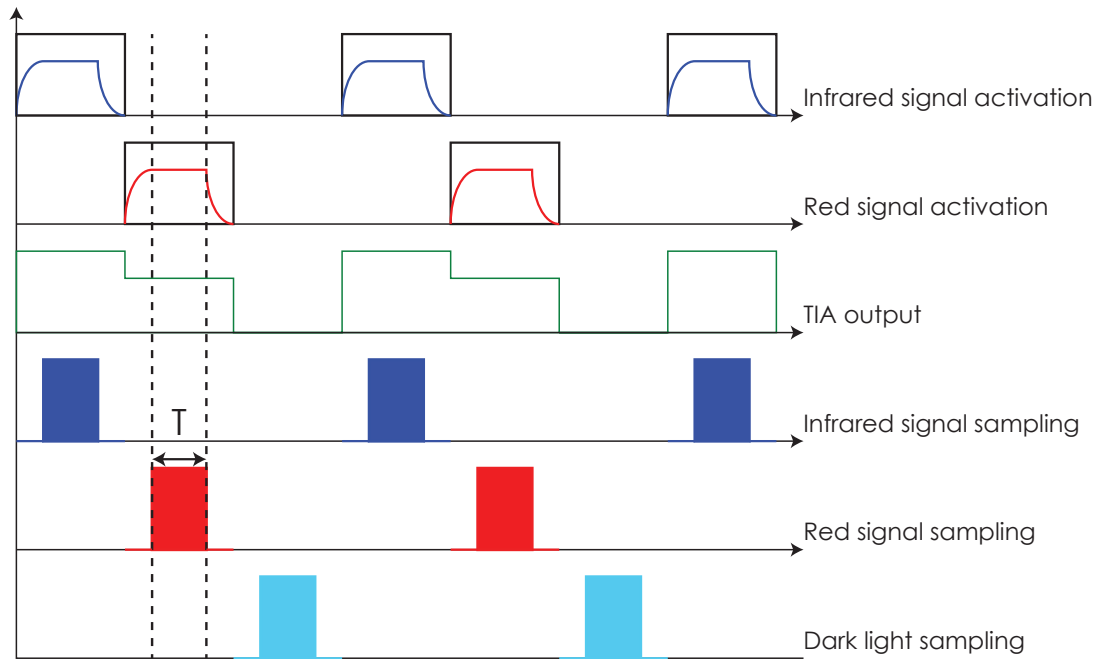 Infrared signal activation
Red signal activation
TIA output
Infrared signal sampling
T
Red signal sampling
Dark light sampling